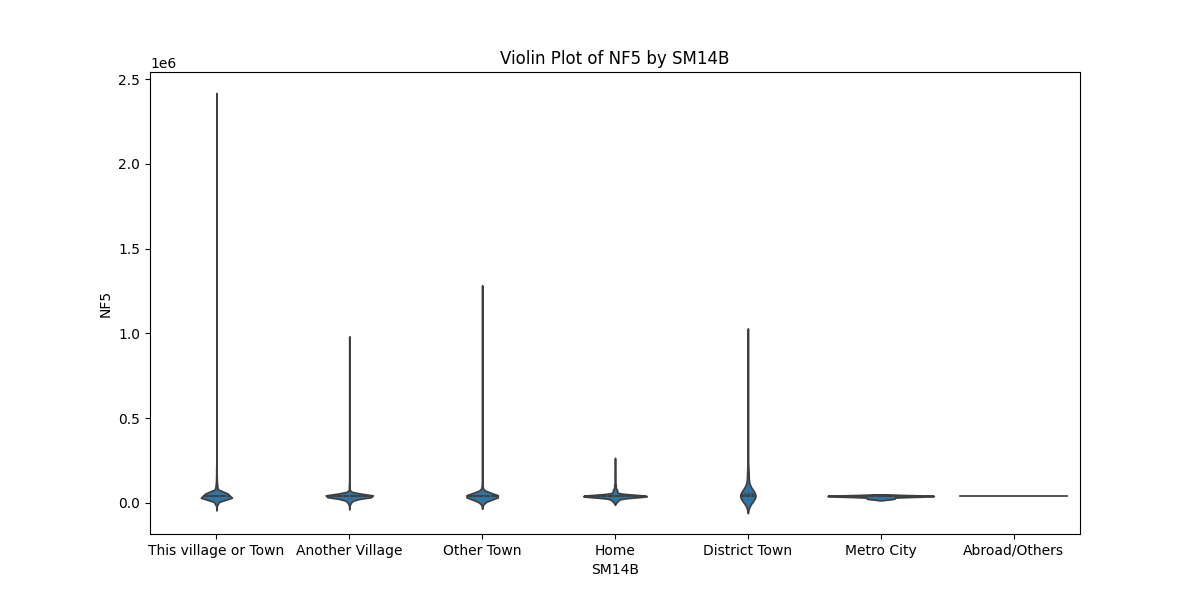 Violin Plot of NF5 by SM14B
1e6
2.5
2.0
1.5
1.0
0.5
0.0
NF5
This village or Town
Another Village
Other Town
Home
District Town
Metro City
Abroad/Others
SM14B